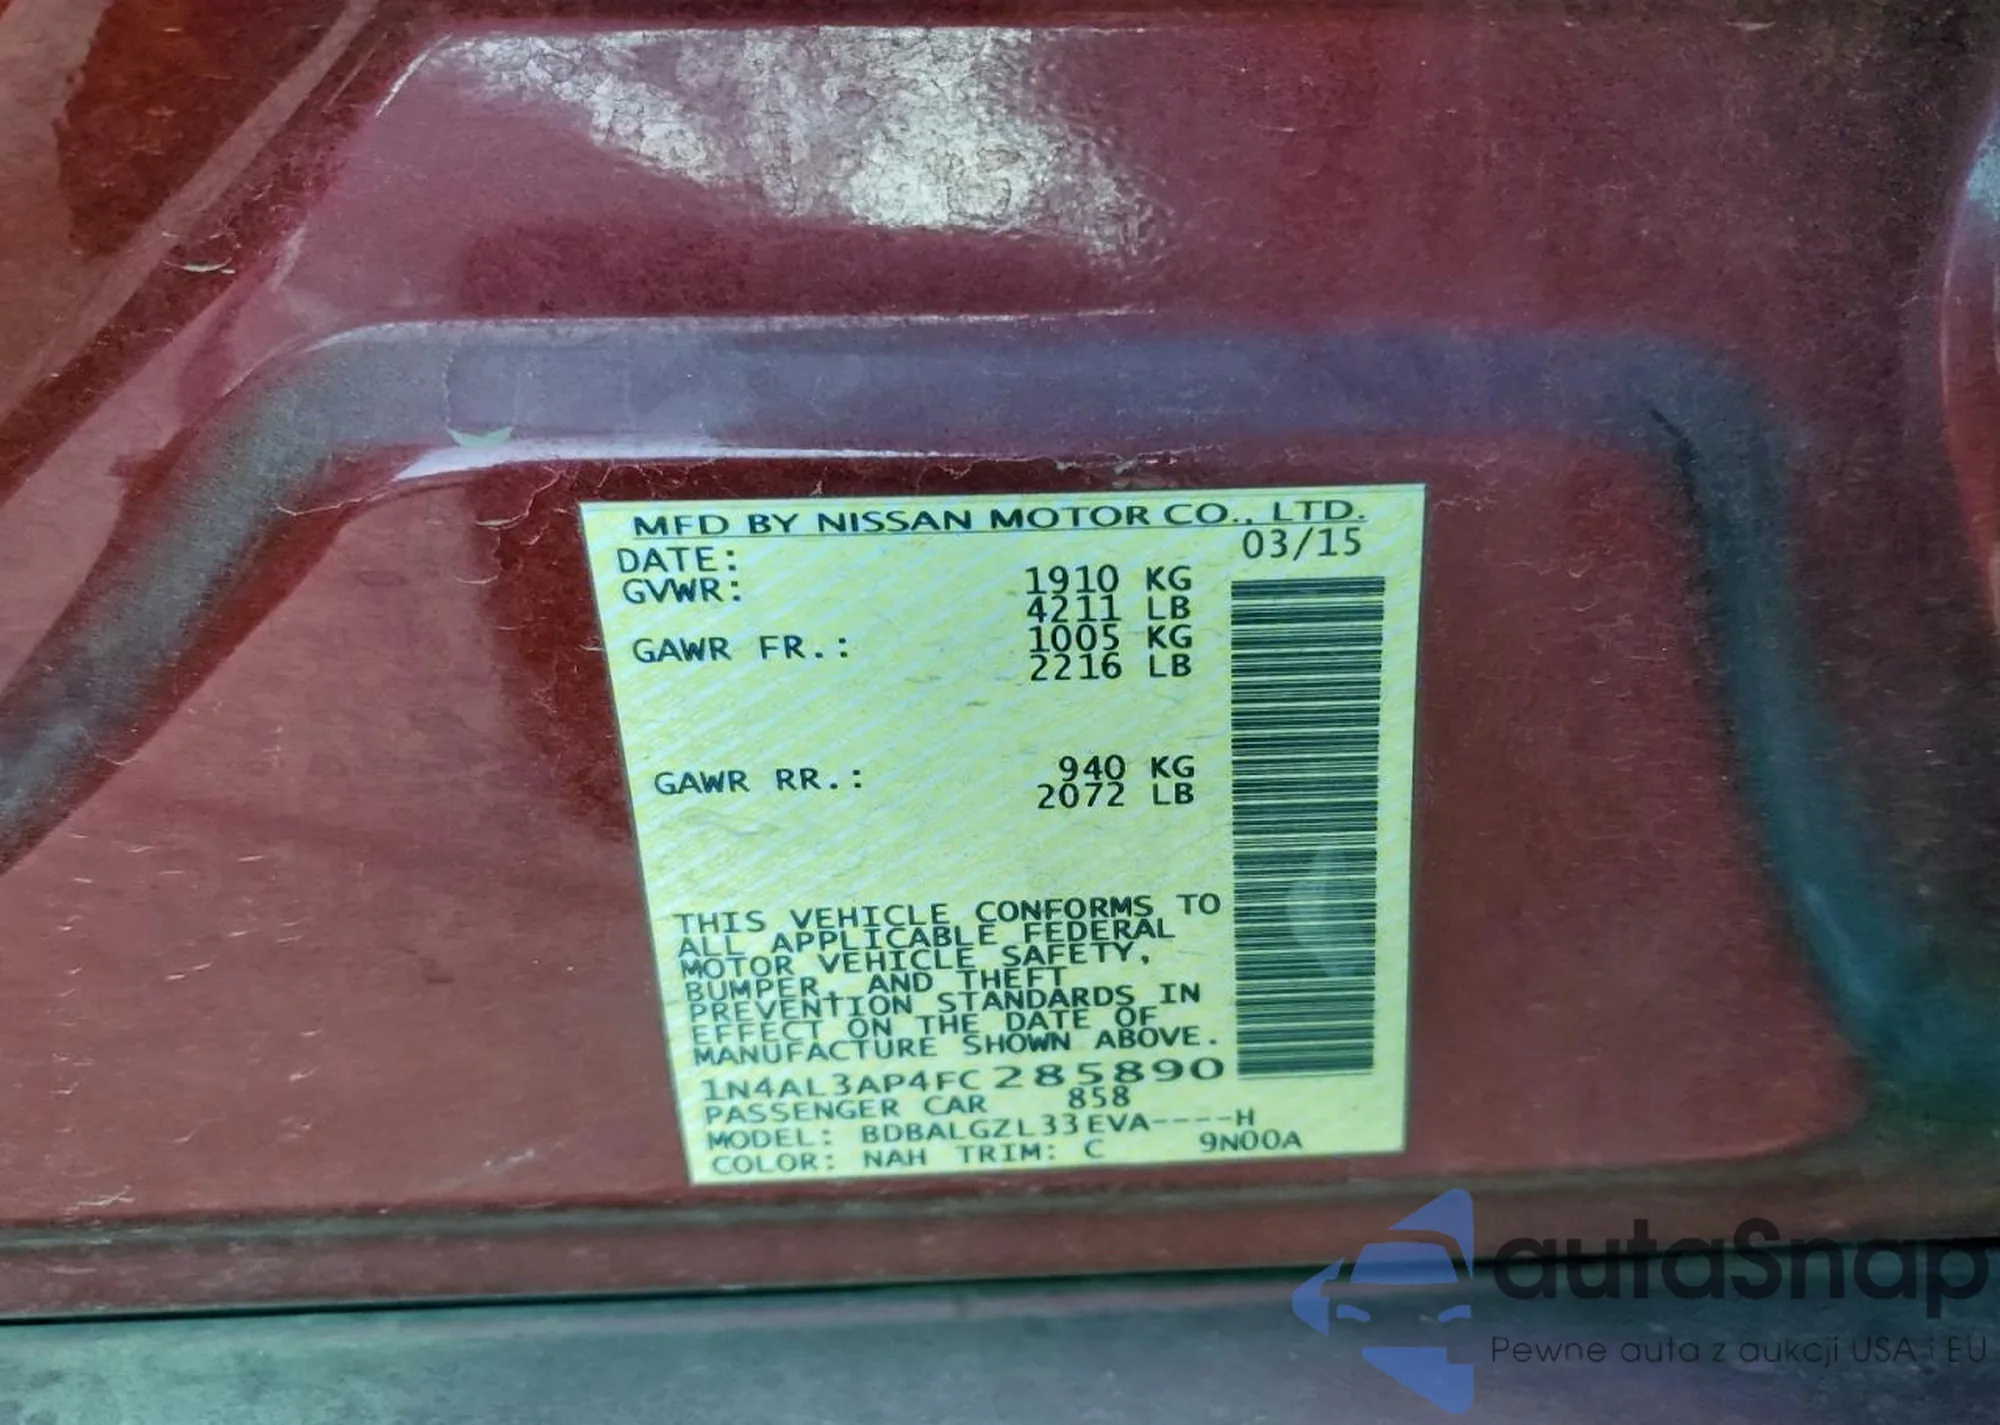 MFD BY NISSAN MOTOR CO., LTD.
DATE: 03/15
GVWR: 1910 KG
4211 LB
GAWR FR.: 1005 KG
2216 LB
GAWR RR.: 940 KG
2072 LB
THIS VEHICLE CONFORMS TO
ALL APPLICABLE FEDERAL
MOTOR VEHICLE SAFETY,
BUMPER, AND THEFT
PREVENTION STANDARDS IN
EFFECT ON THE DATE OF
MANUFACTURE SHOWN ABOVE.
1N4AL3AP4FC285890
PASSENGER CAR 858
MODEL: BDBALGZL33EVA----H
COLOR: NAH TRIM: C 9N00A
autaSnap
Pewne auta z aukcji USA i EU